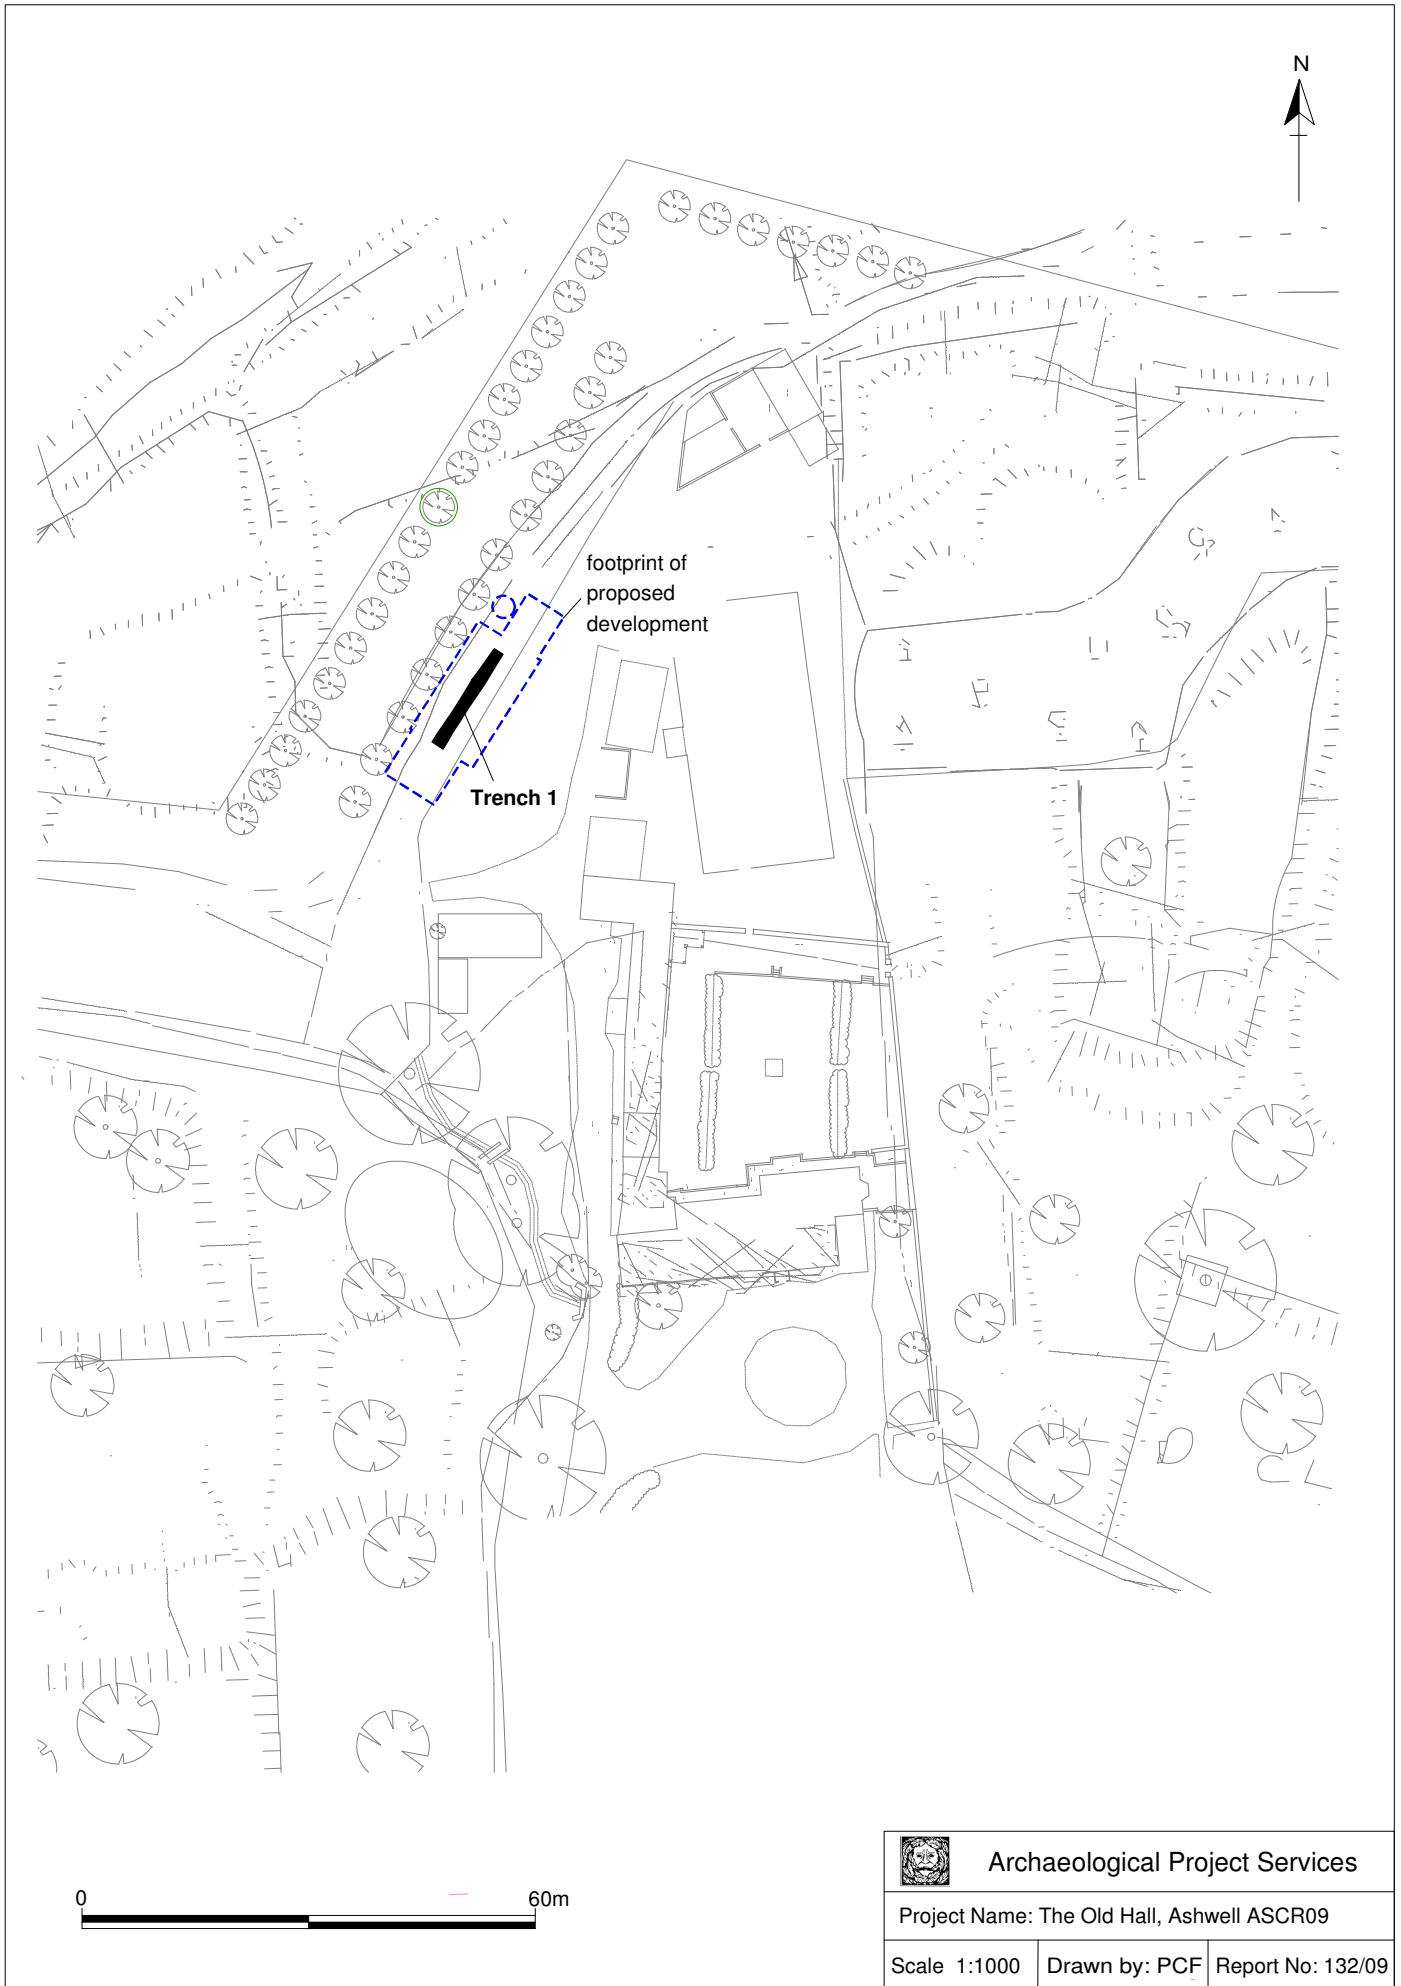 N
footprint of
proposed
development
Trench 1
0 60m
Archaeological Project Services
Project Name: The Old Hall, Ashwell ASCR09
Scale 1:1000 Drawn by: PCF Report No: 132/09